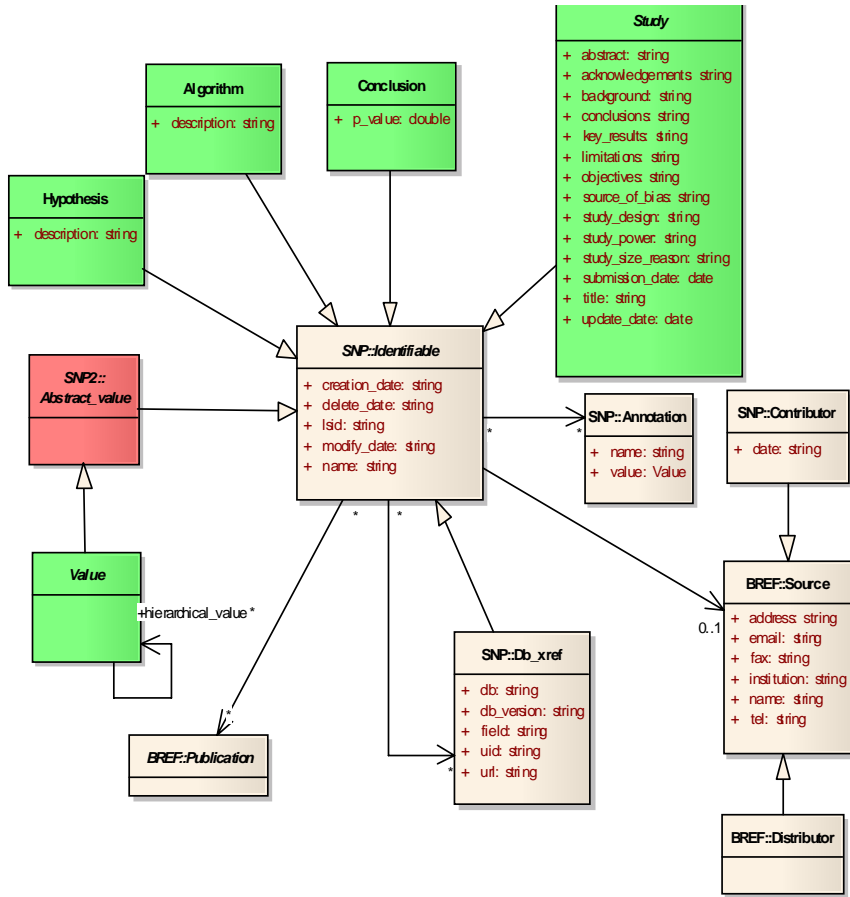 Study
+ abstract: string
+ acknowledgements: string
+ background: string
+ conclusions: string
+ key_results: string
+ limitations: string
+ objectives: string
+ source_of_bias: string
+ study_design: string
+ study_power: string
+ study_size_reason: string
+ submission_date: date
+ title: string
+ update_date: date
Algorithm
+ description: string
Conclusion
+ p_value: double
Hypothesis
+ description: string
SNP::Identifiable
+ creation_date: string
+ delete_date: string
+ lsid: string
+ modify_date: string
+ name: string
SNP2::
Abstract_value
SNP::Annotation
+ name: string
+ value: Value
*
*
SNP::Contributor
+ date: string
*
*
Value
+hierarchical_value *
BREF::Source
+ address: string
+ email: string
+ fax: string
+ institution: string
+ name: string
+ tel: string
0..1
SNP::Db_xref
+ db: string
+ db_version: string
+ field: string
+ uid: string
+ url: string
*
*
BREF::Publication
BREF::Distributor